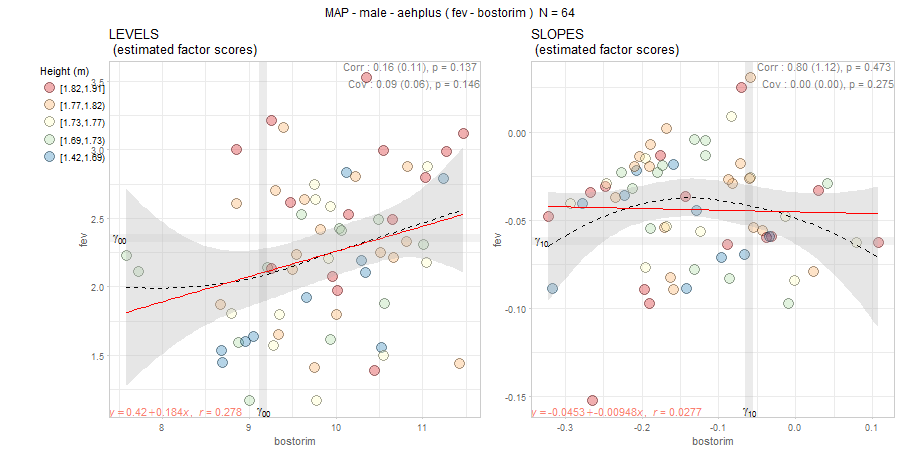 MAP - male - aehplus ( fev - bostorim ) N = 64
LEVELS
(estimated factor scores)
Height (m)
[1.82,1.91]
[1.77,1.82)
[1.73,1.77)
[1.69,1.73)
[1.42,1.69)
Corr : 0.16 (0.11), p = 0.137
Cov : 0.09 (0.06), p = 0.146
3.5
3.0
2.5
2.0
1.5
fev
γ00
γ00
y = 0.42+0.184x, r = 0.278
8
9
10
11
bostorim
SLOPES
(estimated factor scores)
Corr : 0.80 (1.12), p = 0.473
Cov : 0.00 (0.00), p = 0.275
0.00
-0.05
-0.10
-0.15
fev
γ10
γ10
y = -0.0453+-0.00948x, r = 0.0277
-0.3
-0.2
-0.1
0.0
0.1
bostorim